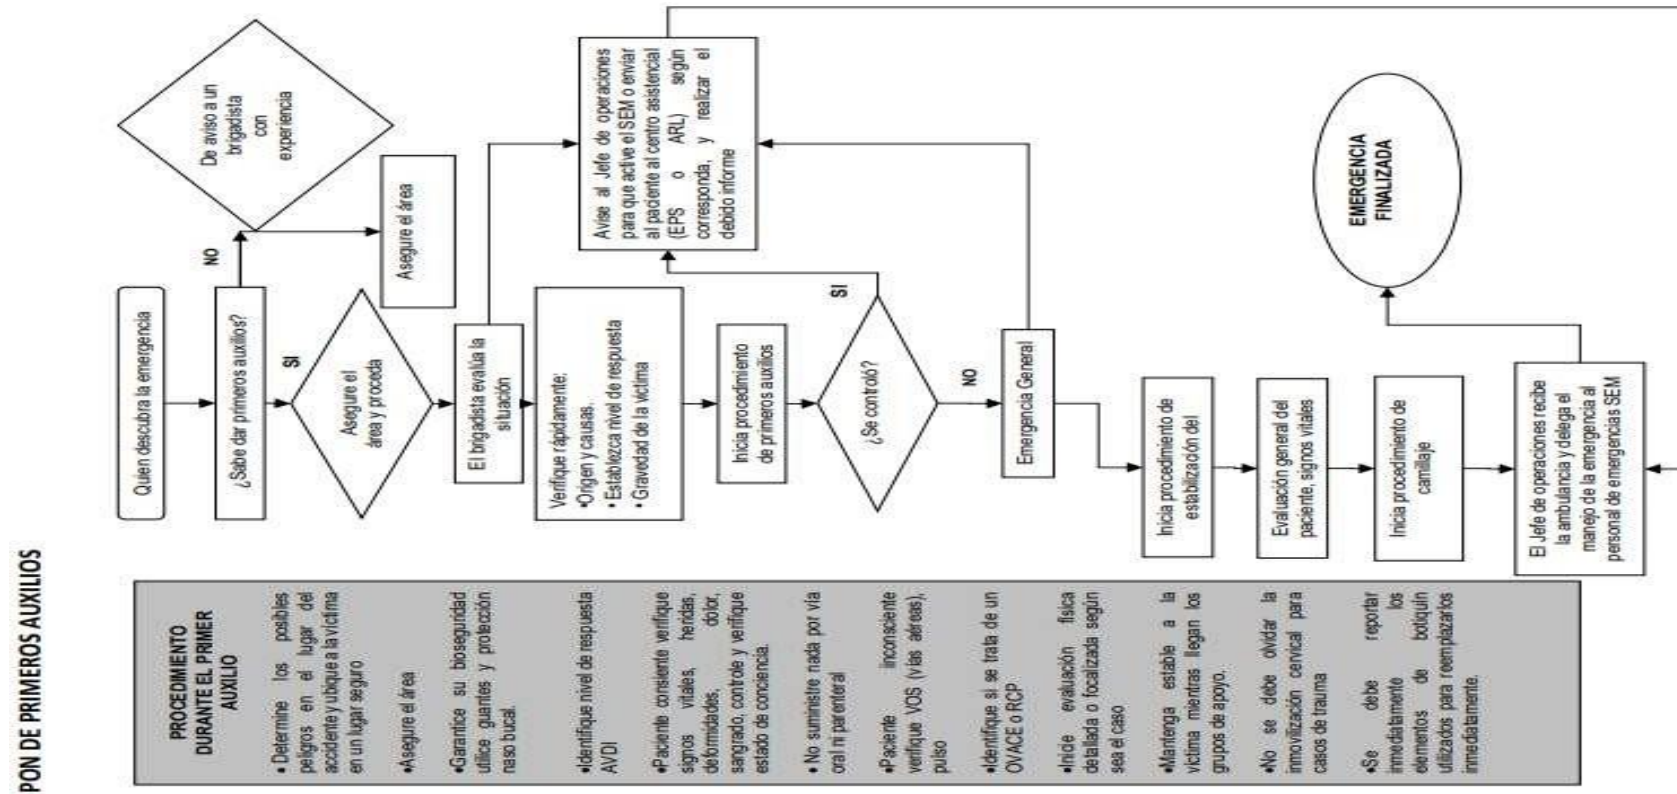 PON DE PRIMEROS AUXILIOS
PROCEDIMIENTO
DURANTE EL PRIMER
AUXILIO
• Determine los posibles
peligros en el lugar del
accidente y ubique a la víctima
en un lugar seguro
•Asegure el área
•Garantice su bioseguridad
utilice guantes y protección
naso bucal.
•Identifique nivel de respuesta
AVDI
•Paciente consiente verifique
signos vitales, heridas,
deformidades, dolor,
sangrado, controle y verifique
estado de conciencia.
• No suministre nada por vía
oral ni parenteral
•Paciente inconsciente
verifique VOS (vías aéreas),
pulso
•Identifique si se trata de un
OVACE o RCP
•Inicie evaluación física
detallada o focalizada según
sea el caso
•Mantenga estable a la
víctima mientras llegan los
grupos de apoyo.
•No se debe olvidar la
inmovilización cervical para
casos de trauma
•Se debe reportar
inmediatamente los
elementos de botiquín
utilizados para reemplazarlos
inmediatamente.
Quien descubra la emergencia
¿Sabe dar primeros auxilios?
NO
De aviso a un
brigadista
con
experiencia
Asegure el área
SI
Asegure el
área y proceda
El brigadista evalúa la
situación
Verifique rápidamente:
•Origen y causas.
• Establezca nivel de respuesta
• Gravedad de la víctima
Inicia procedimiento
de primeros auxilios
¿Se controló?
SI
NO
Avise al Jefe de operaciones
para que active el SEM o enviar
al paciente al centro asistencial
(EPS o ARL) según
corresponda, y realizar el
debido informe
Emergencia General
Inicia procedimiento de
estabilización del
Evaluación general del
paciente, signos vitales
Inicia procedimiento de
camillaje
El Jefe de operaciones recibe
la ambulancia y delega el
manejo de la emergencia al
personal de emergencias SEM
EMERGENCIA
FINALIZADA